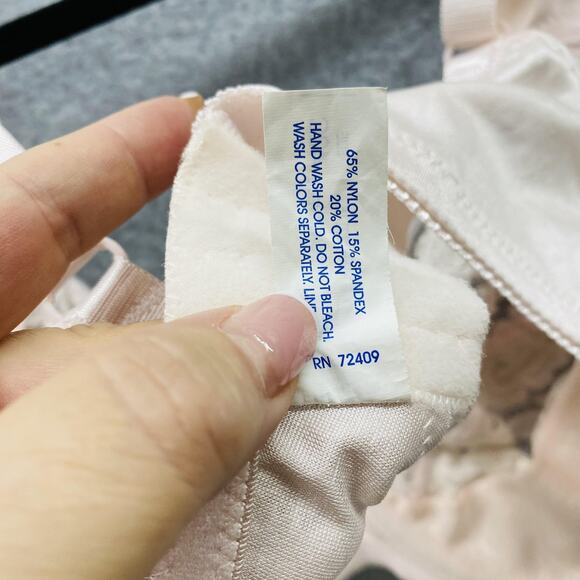 65% NYLON 15% SPANDEX
20% COTTON
HAND WASH COLD. DO NOT BLEACH.
WASH COLORS SEPARATELY.
RN 72409